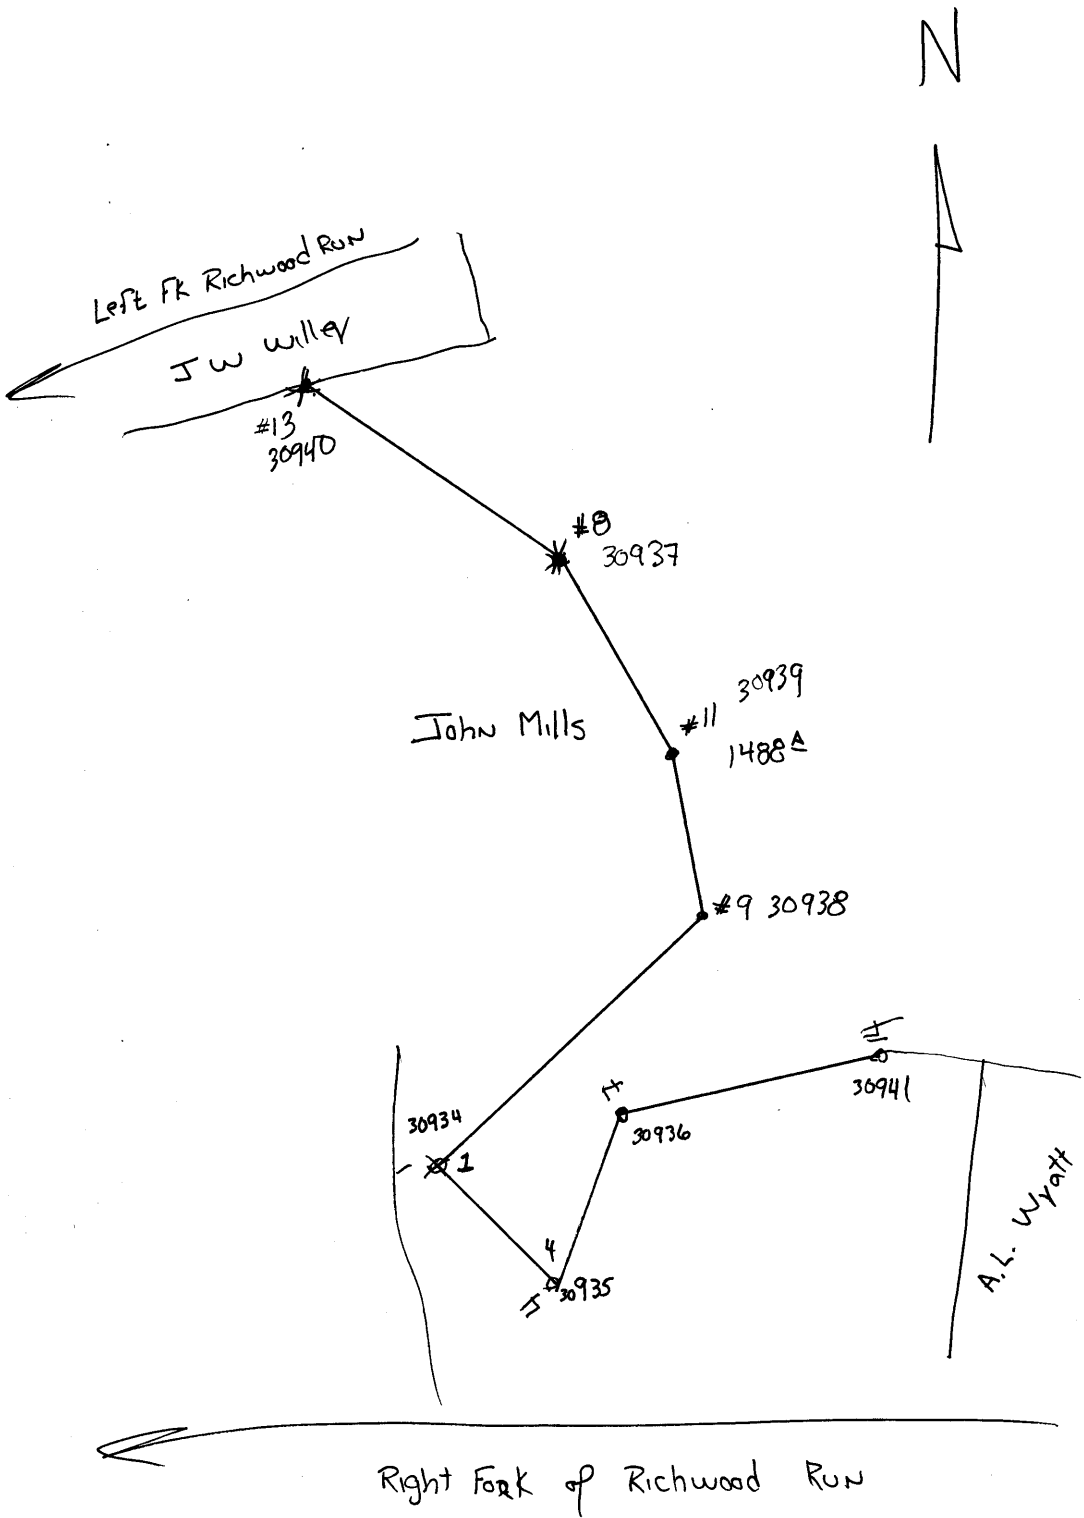 N
Left Fk Richwood Run
J W Willey
#13
30940
#8
30937
30939
#11
1488 A
John Mills
#9 30938
30941
30936
30934
1
4
30935
A.L. Wyatt
Right Fork of Richwood Run